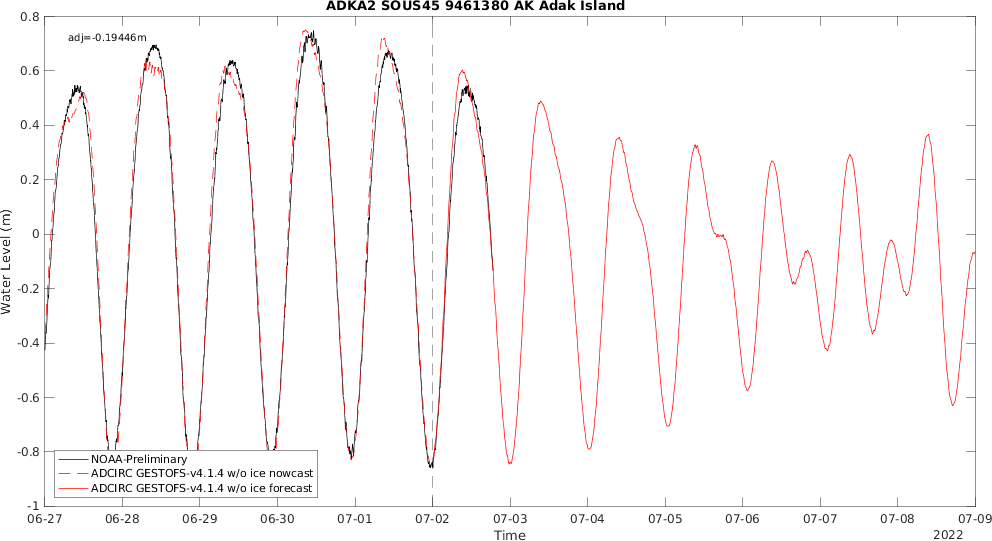 ADKA2 SOUS45 9461380 AK Adak Island
adj=-0.19446m
0.8
0.6
0.4
0.2
0
-0.2
-0.4
-0.6
-0.8
-1
Water Level (m)
NOAA-Preliminary
ADCIRC GESTOFS-v4.1.4 w/o ice nowcast
ADCIRC GESTOFS-v4.1.4 w/o ice forecast
06-27 06-28 06-29 06-30 07-01 07-02 07-03 07-04 07-05 07-06 07-07 07-08 07-09
Time
2022